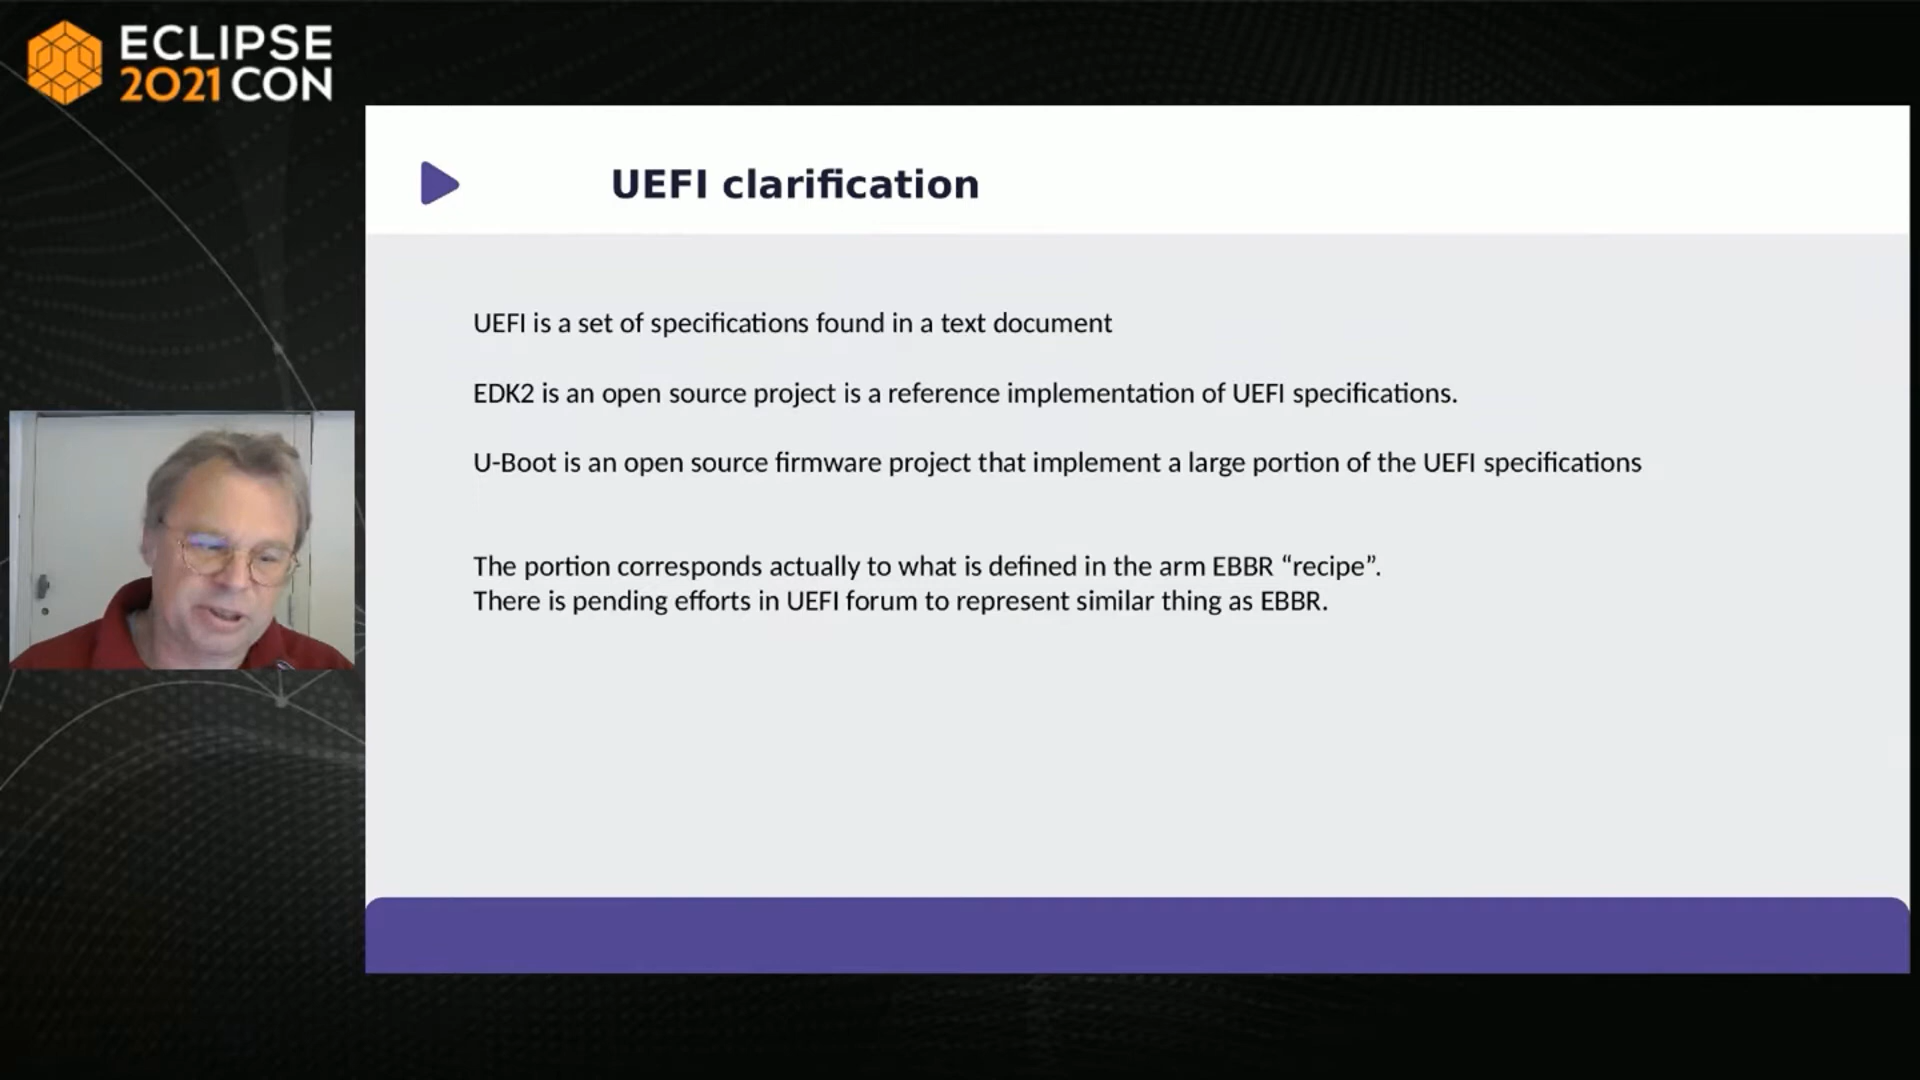 ECLIPSE
2021 CON
UEFI clarification
UEFI is a set of specifications found in a text document
EDK2 is an open source project is a reference implementation of UEFI specifications.
U-Boot is an open source firmware project that implement a large portion of the UEFI specifications
The portion corresponds actually to what is defined in the arm EBBR “recipe”.
There is pending efforts in UEFI forum to represent similar thing as EBBR.